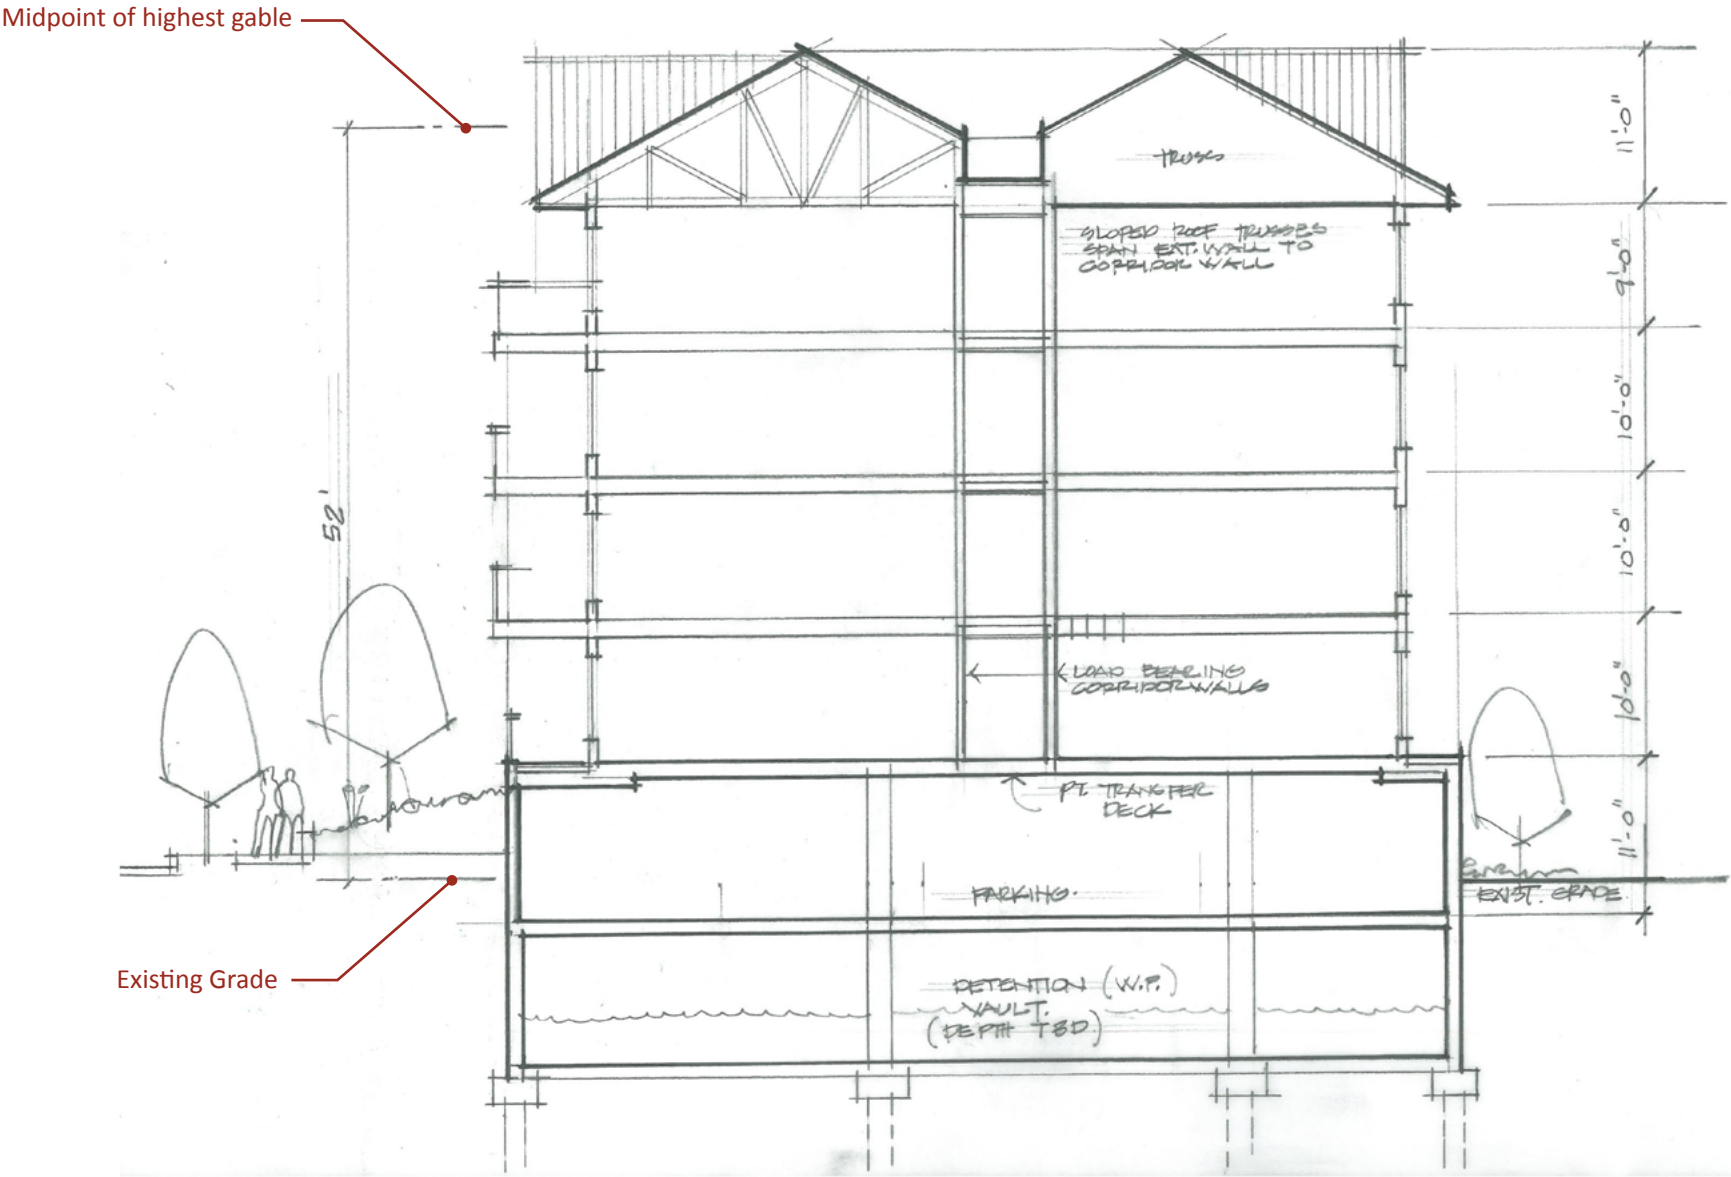 Midpoint of highest gable
11'-0"
TRUSS
SLOPED ROOF TRUSSES
SPAN EXT. WALL TO
CORRIDOR WALL
9'-0"
10'-0"
52'
10'-0"
LOAD BEARING
CORRIDOR WALLS
10'-0"
P.T. TRANSFER
DECK
11'-0"
PARKING.
EXIST. GRADE
Existing Grade
DETENTION (W.P.)
VAULT.
(DEPTH TBD)